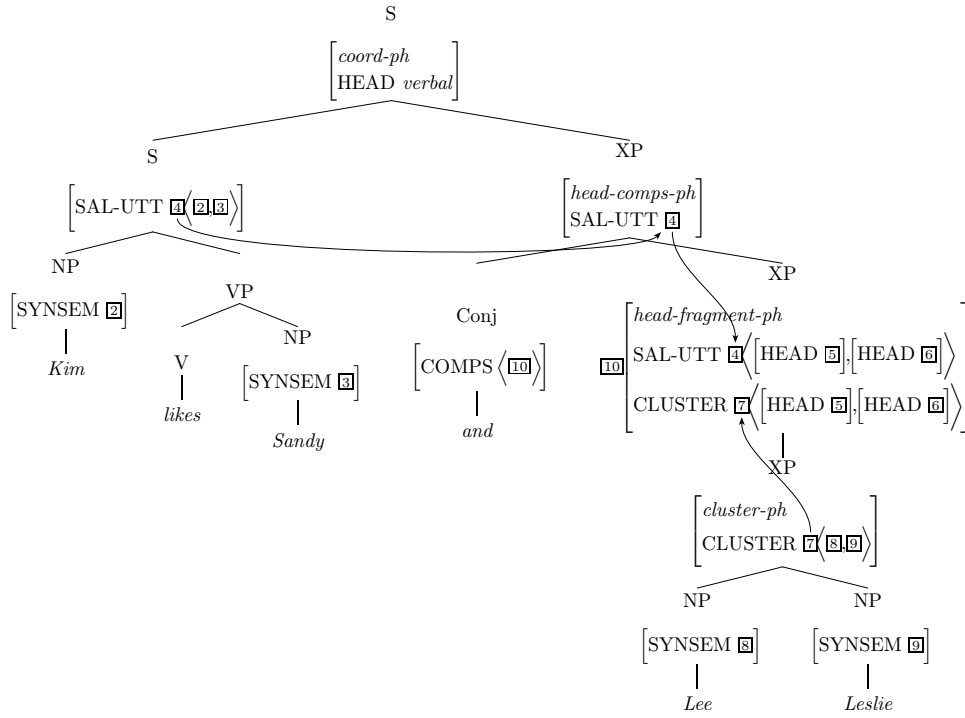 S
coord-ph
HEAD verbal
S
XP
SAL-UTT 4⟨2,3⟩
head-comps-ph
SAL-UTT 4
NP
XP
VP
SYNSEM 2
Conj
head-fragment-ph
NP
Kim
V
COMPS ⟨10⟩
10
SAL-UTT 4⟨[HEAD 5],[HEAD 6]⟩
SYNSEM 3
likes
CLUSTER 7⟨[HEAD 5],[HEAD 6]⟩
Sandy
and
XP
cluster-ph
CLUSTER 7⟨8,9⟩
NP
NP
SYNSEM 8
SYNSEM 9
Lee
Leslie